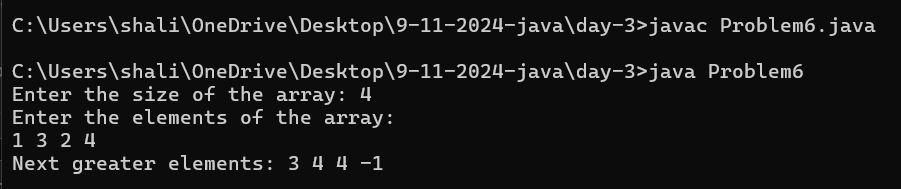 C:\Users\shali\OneDrive\Desktop\9-11-2024-java\day-3>javac Problem6.java
C:\Users\shali\OneDrive\Desktop\9-11-2024-java\day-3>java Problem6
Enter the size of the array: 4
Enter the elements of the array:
1 3 2 4
Next greater elements: 3 4 4 -1